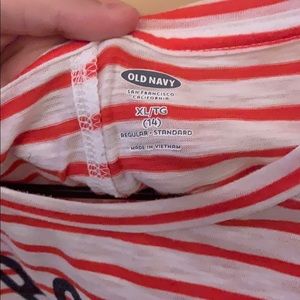 OLD NAVY
SAN FRANCISCO
CALIFORNIA
XL/TG
(14)
REGULAR - STANDARD
MADE IN VIETNAM